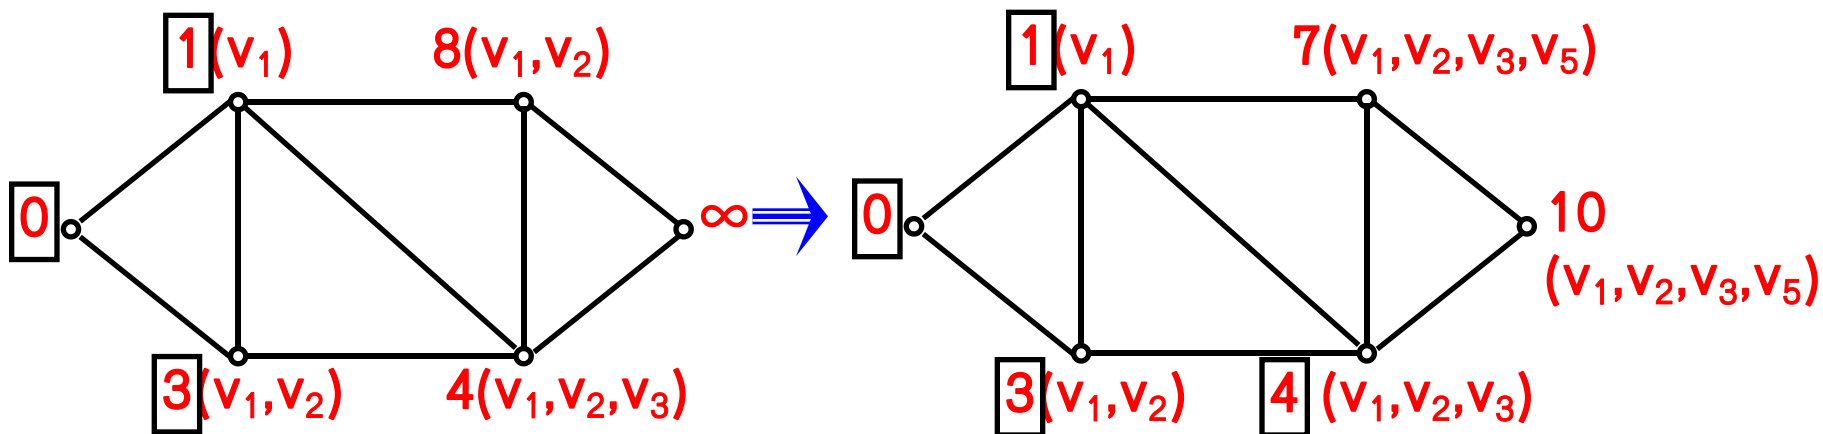 1(v₁)
8(v₁,v₂)
0
∞
3(v₁,v₂)
4(v₁,v₂,v₃)
1(v₁)
7(v₁,v₂,v₃,v₅)
0
10
(v₁,v₂,v₃,v₅)
3(v₁,v₂)
4(v₁,v₂,v₃)